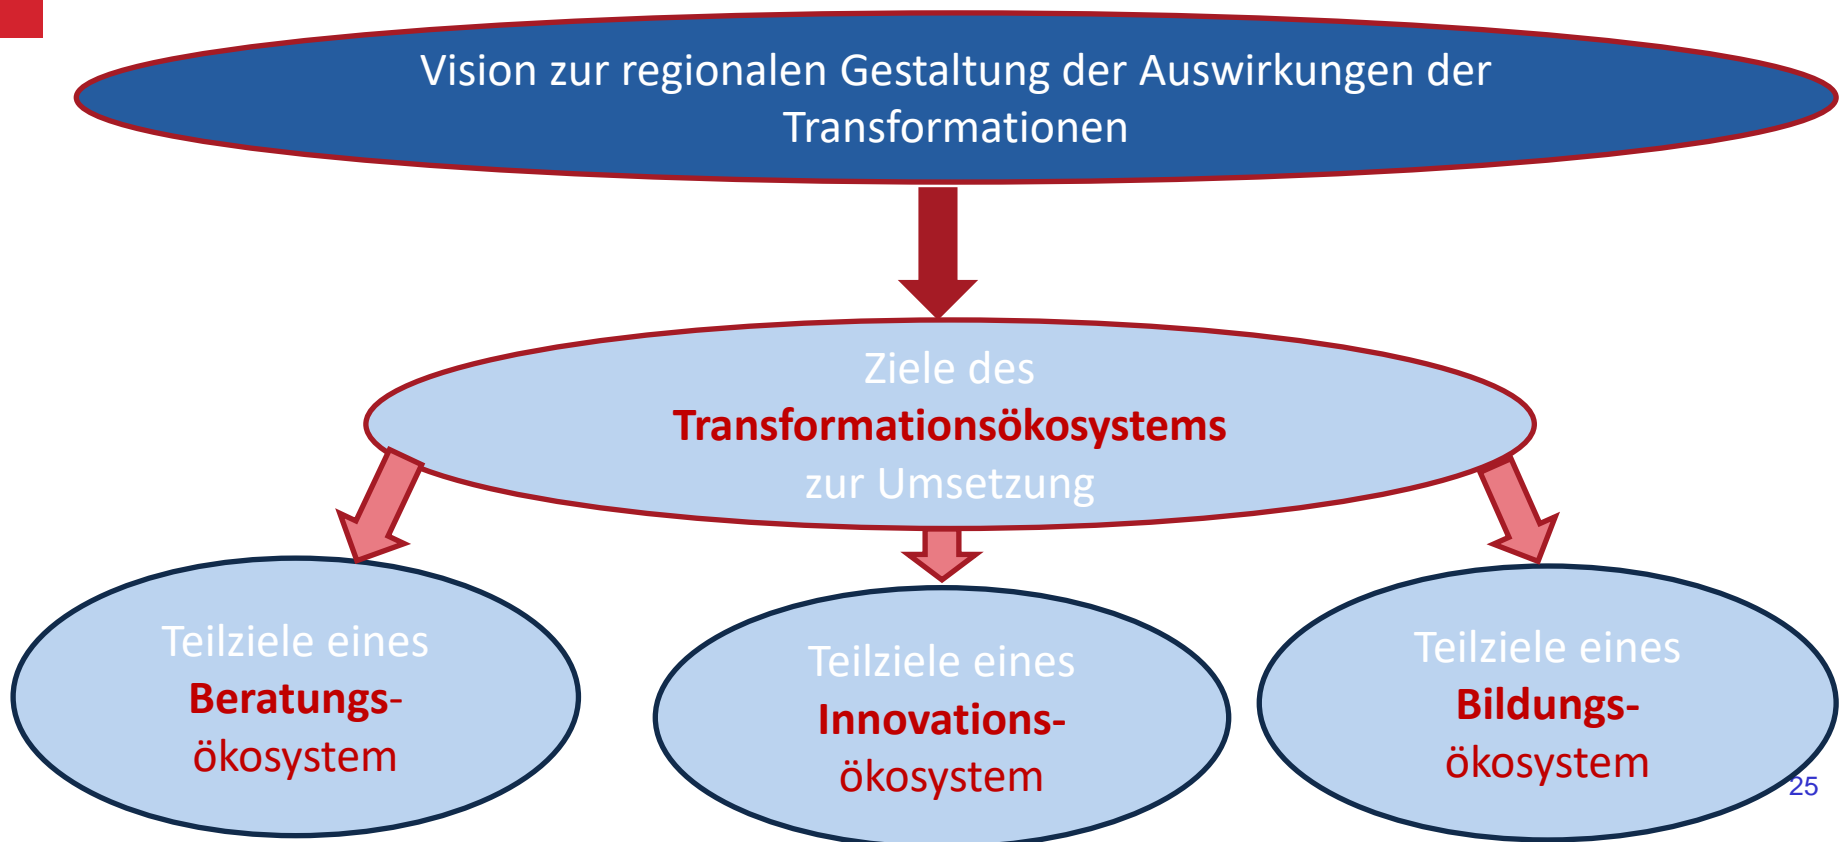 Vision zur regionalen Gestaltung der Auswirkungen der
Transformationen
Ziele des
Transformationsökosystems
zur Umsetzung
Teilziele eines
Beratungs-
ökosystem
Teilziele eines
Innovations-
ökosystem
Teilziele eines
Bildungs-
ökosystem
25